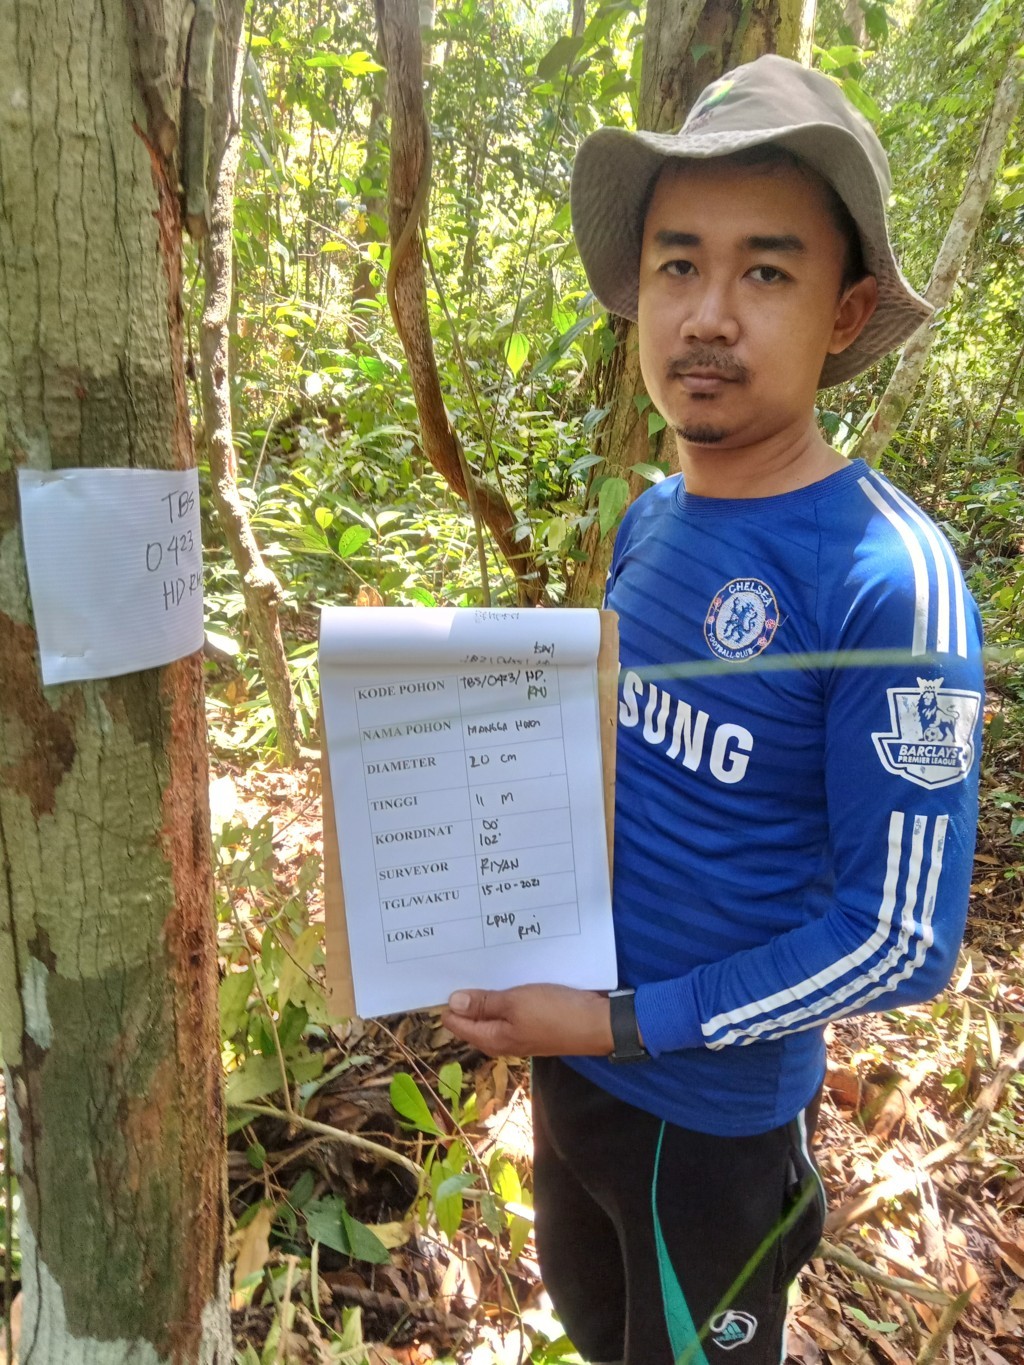 TBS
0423
HD RM
KODE POHON TBS/0423/HD.
RMJ
NAMA POHON MANGGA HUTAN
DIAMETER 20 cm
TINGGI 11 M
KOORDINAT 00°
102°
SURVEYOR RIYAN
TGL/WAKTU 15-10-2021
LOKASI LPHD
RMJ
CHELSEA
FOOTBALL CLUB
SUNG
BARCLAYS
PREMIER LEAGUE